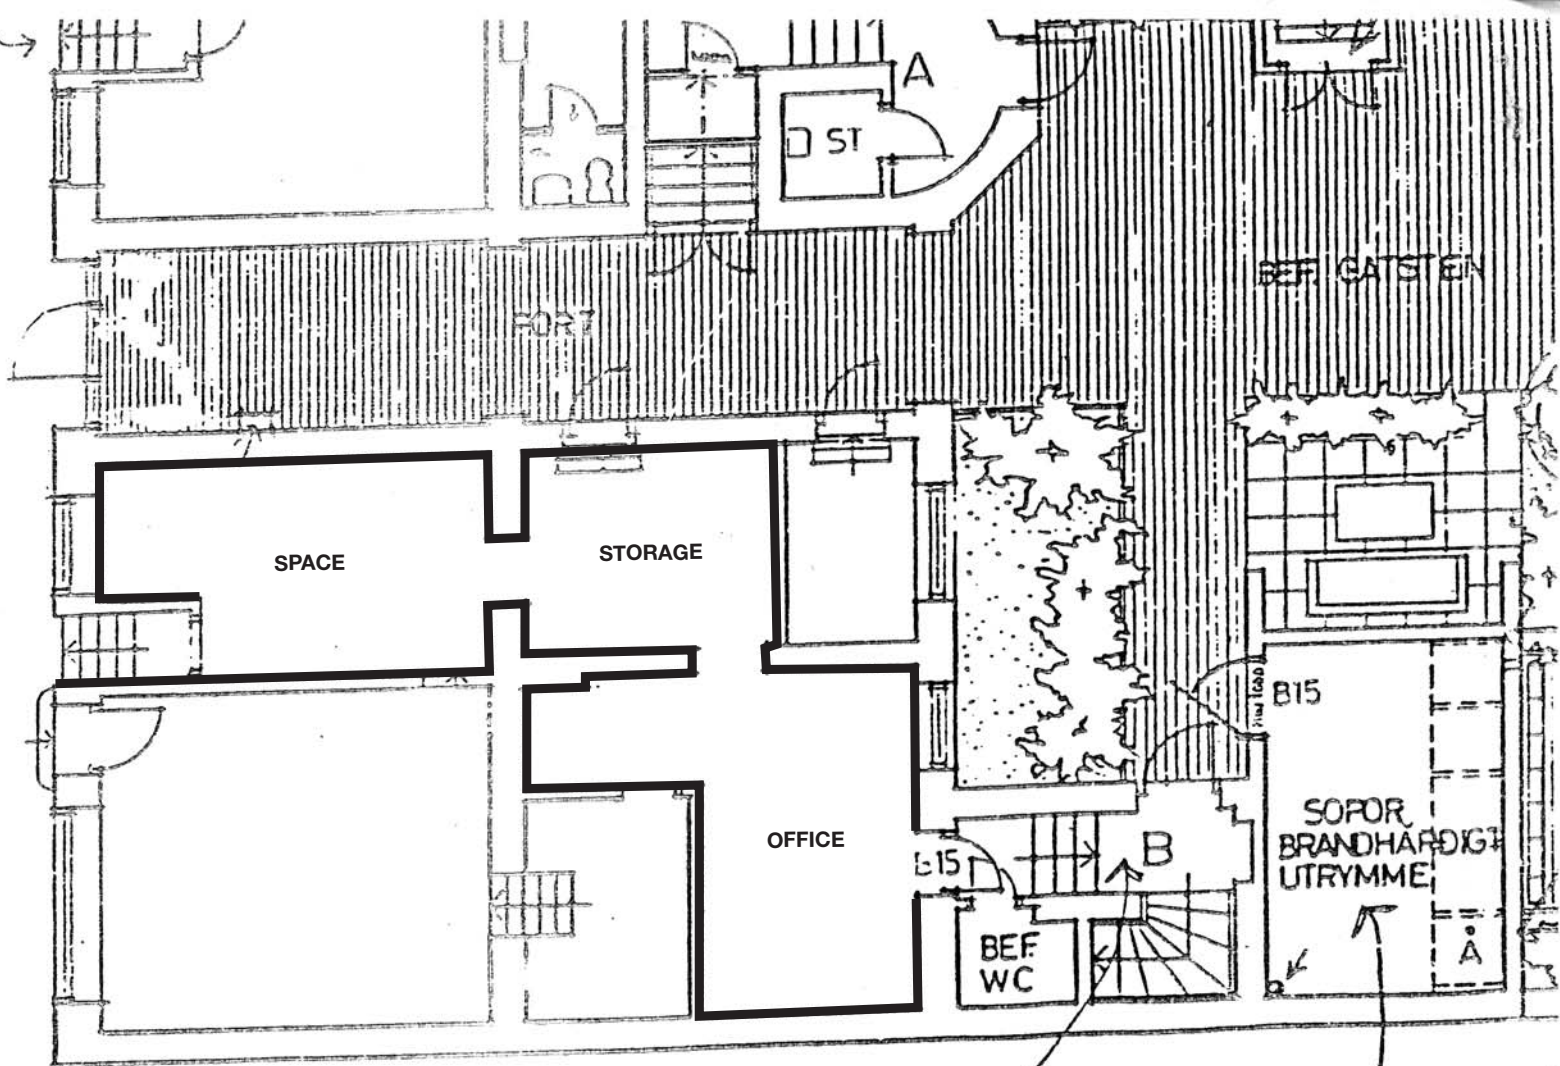 A
ST
BEF. GATSTEN
PORT
SPACE
STORAGE
B15
OFFICE
B15
B
SOPOR
BRANDHÄRDIGT
UTRYMME
BEF.
WC
Å